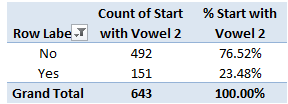 Count of Start % Start with
Row Labe with Vowel 2 Vowel 2
No 492 76.52%
Yes 151 23.48%
Grand Total 643 100.00%